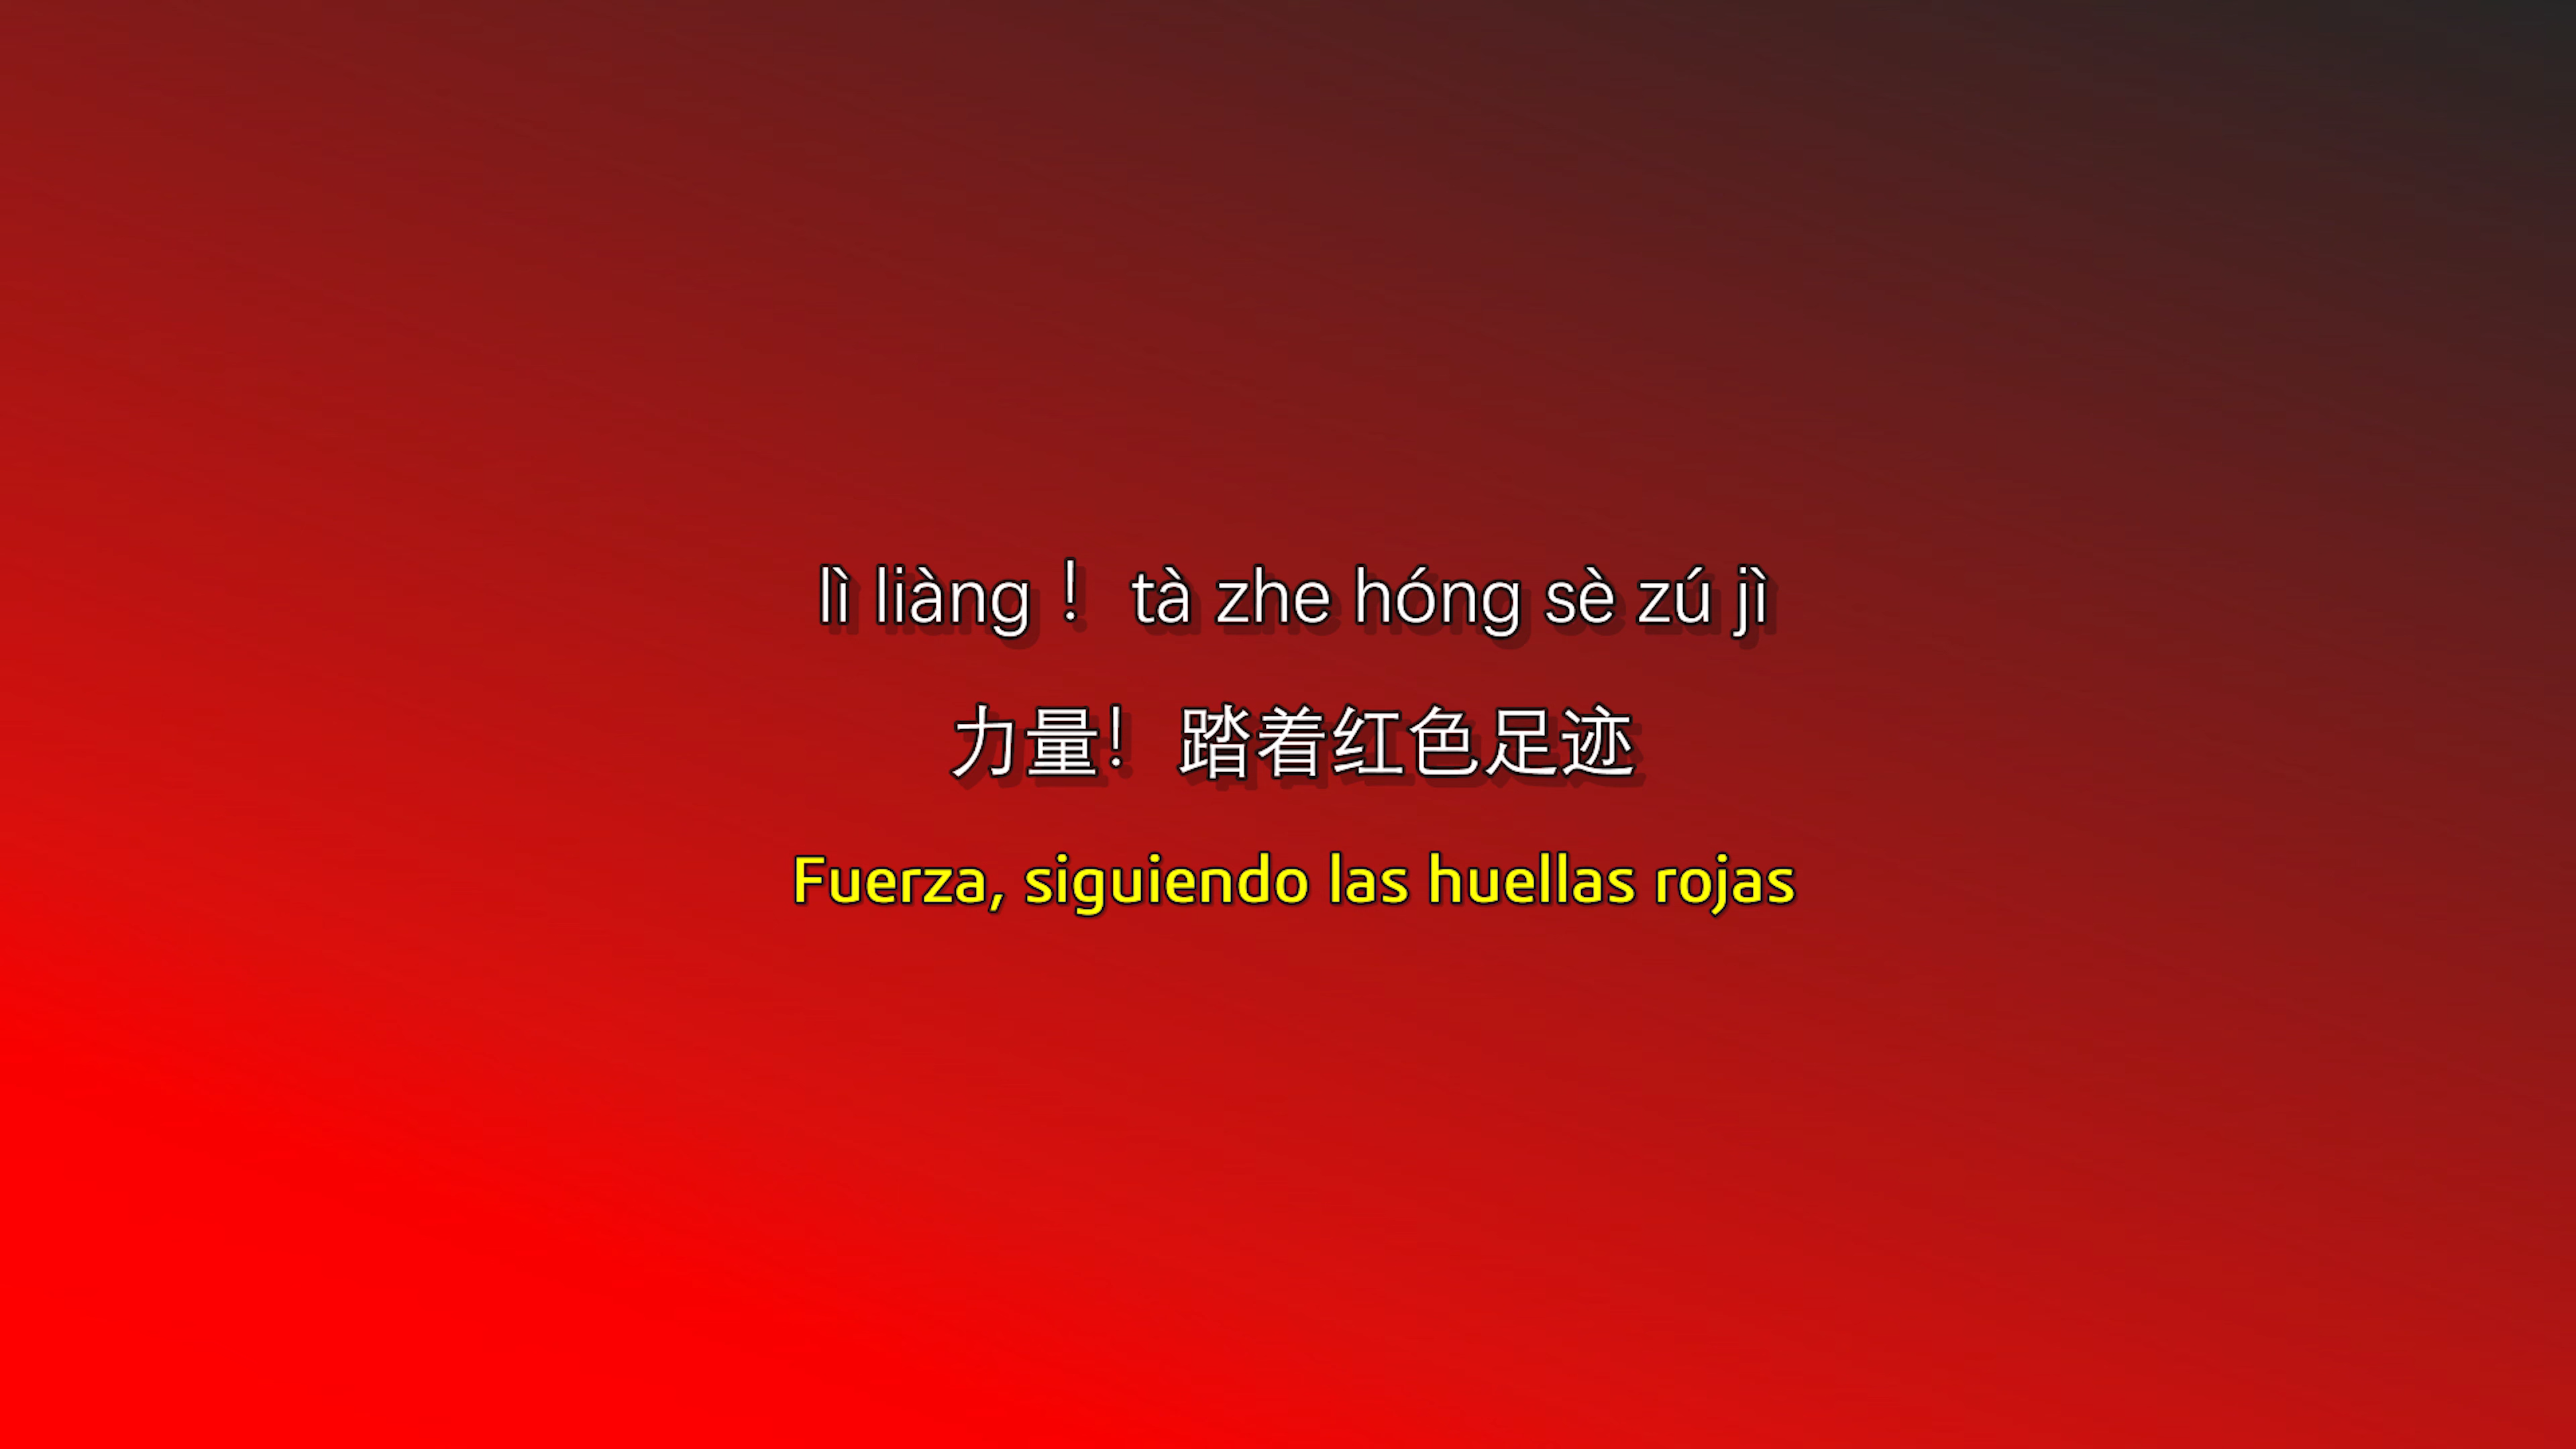 lì liàng！ tà zhe hóng sè zú jì
力量！踏着红色足迹
Fuerza, siguiendo las huellas rojas